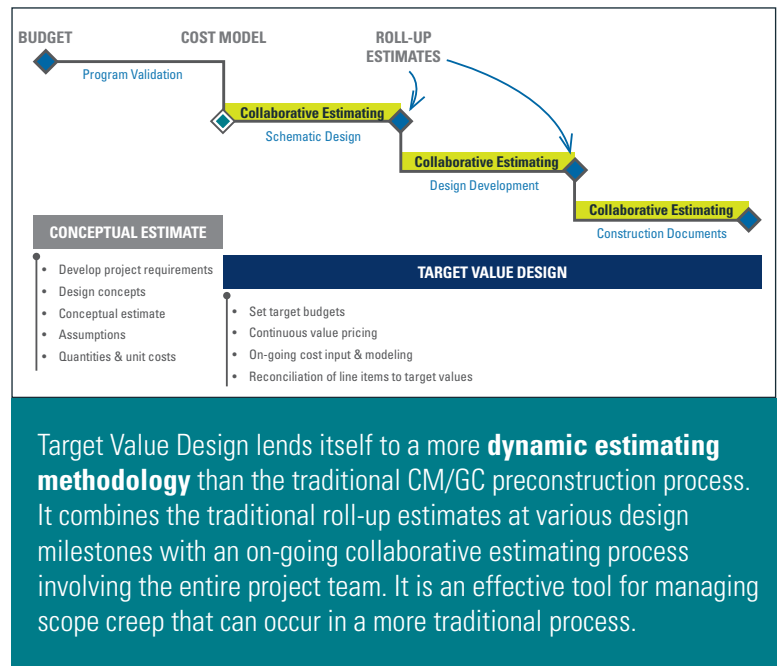 BUDGET
COST MODEL
ROLL-UP
ESTIMATES
Program Validation
Collaborative Estimating
Schematic Design
Collaborative Estimating
Design Development
Collaborative Estimating
Construction Documents
CONCEPTUAL ESTIMATE
• Develop project requirements
• Design concepts
• Conceptual estimate
• Assumptions
• Quantities & unit costs
TARGET VALUE DESIGN
• Set target budgets
• Continuous value pricing
• On-going cost input & modeling
• Reconciliation of line items to target values
Target Value Design lends itself to a more dynamic estimating
methodology than the traditional CM/GC preconstruction process.
It combines the traditional roll-up estimates at various design
milestones with an on-going collaborative estimating process
involving the entire project team. It is an effective tool for managing
scope creep that can occur in a more traditional process.